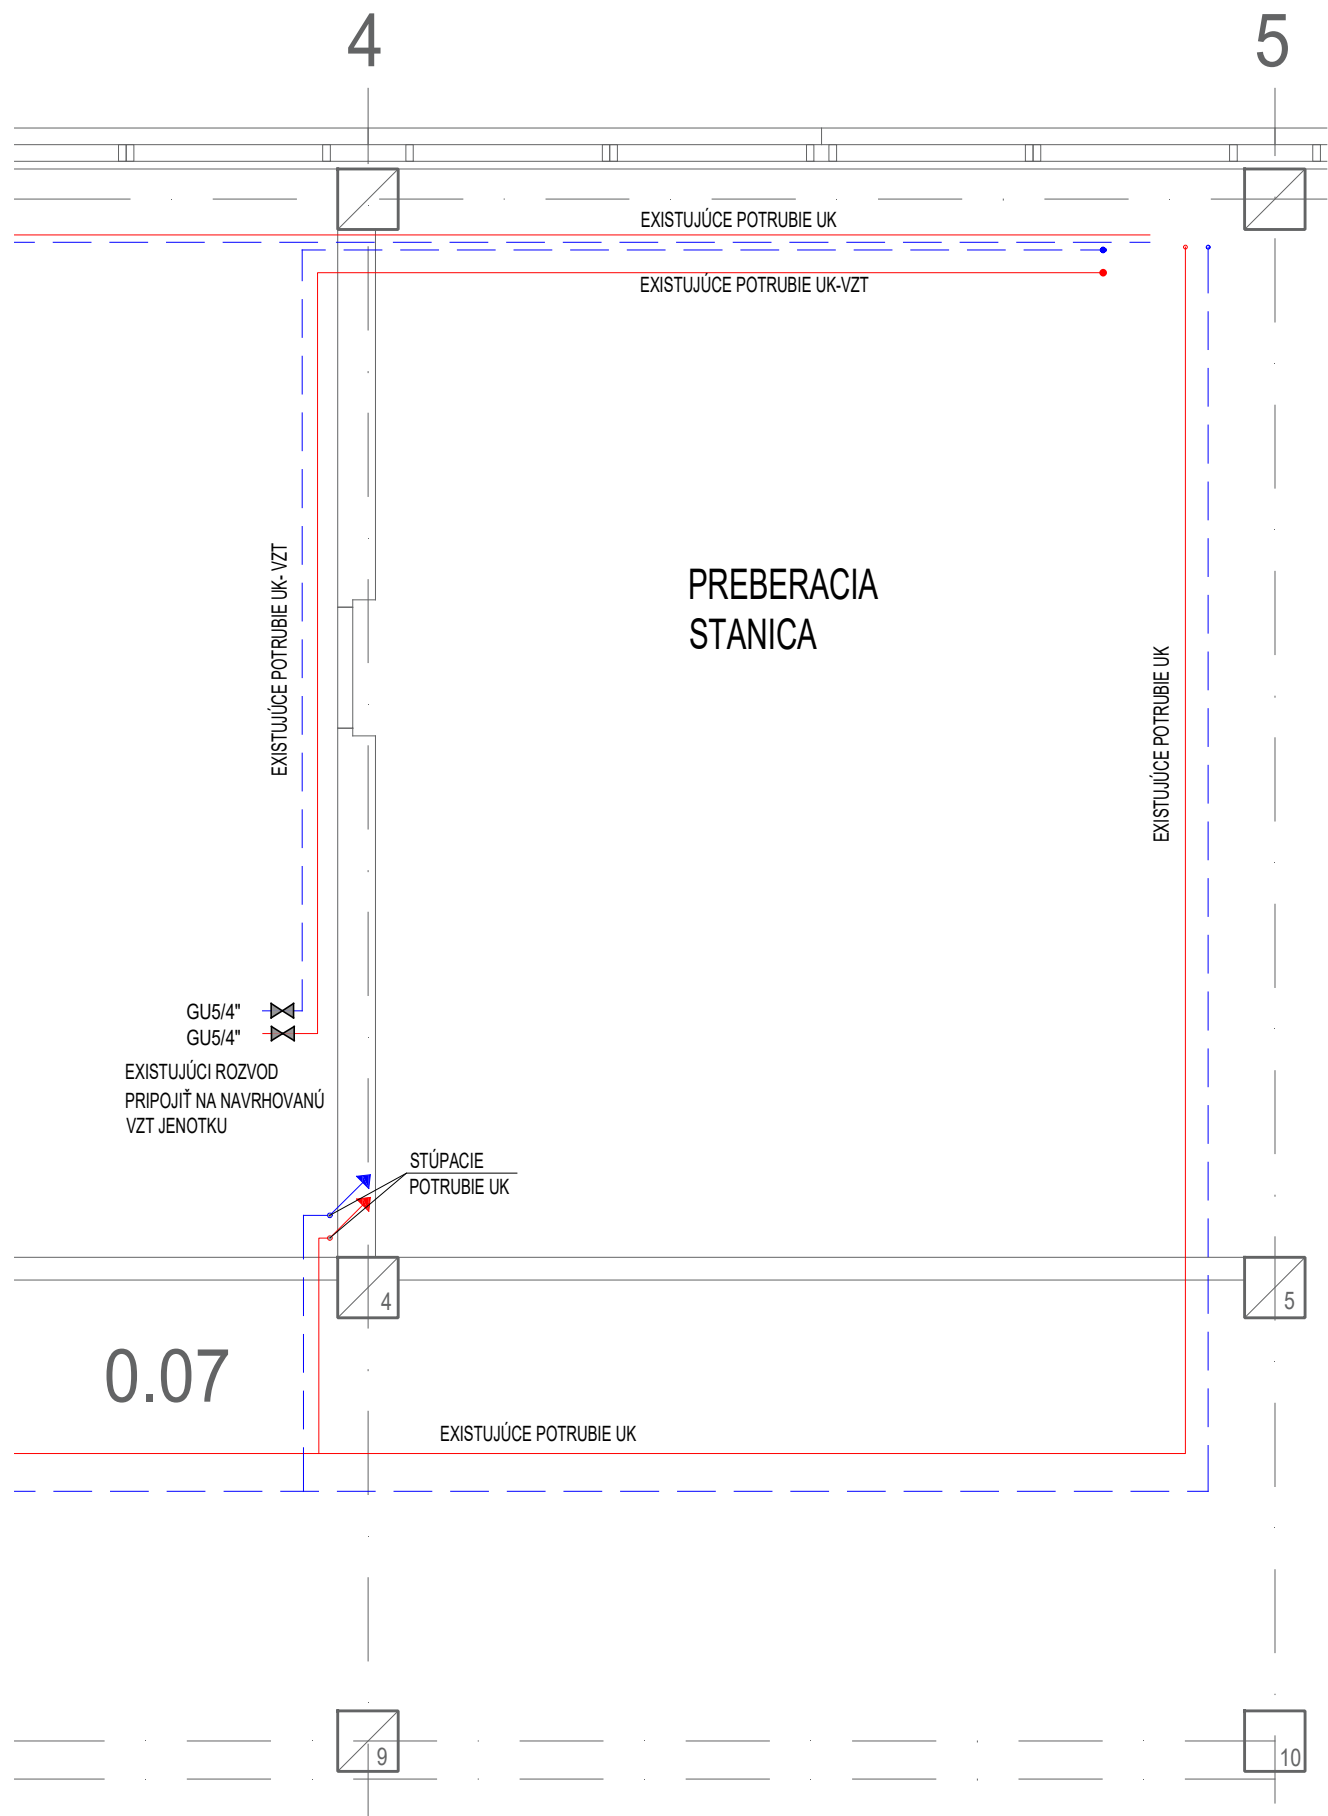 4
5
EXISTUJÚCE POTRUBIE UK
EXISTUJÚCE POTRUBIE UK-VZT
EXISTUJÚCE POTRUBIE UK- VZT
PREBERACIA
STANICA
EXISTUJÚCE POTRUBIE UK
GU5/4"
GU5/4"
EXISTUJÚCI ROZVOD
PRIPOJIŤ NA NAVRHOVANÚ
VZT JENOTKU
STÚPACIE
POTRUBIE UK
4
5
0.07
EXISTUJÚCE POTRUBIE UK
9
10